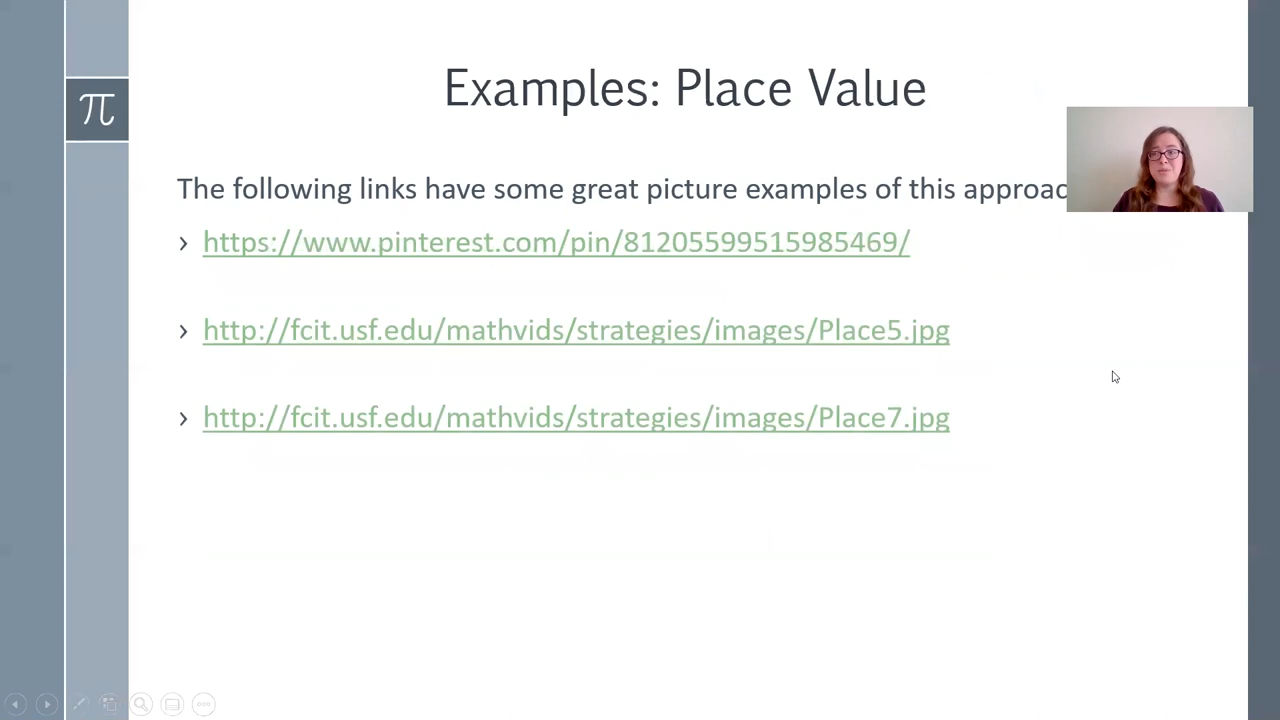 Examples: Place Value
π
The following links have some great picture examples of this
› https://www.pinterest.com/pin/81205599515985469/
› http://fcit.usf.edu/mathvids/strategies/images/Place5.jpg
› http://fcit.usf.edu/mathvids/strategies/images/Place7.jpg